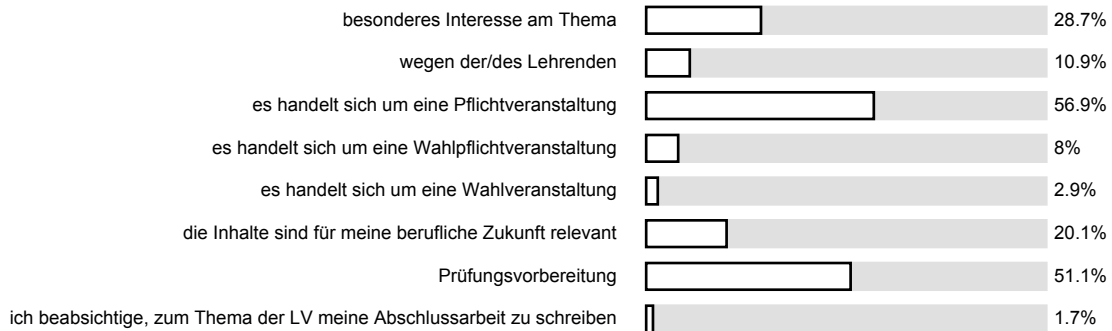 besonderes Interesse am Thema 28.7%
wegen der/des Lehrenden 10.9%
es handelt sich um eine Pflichtveranstaltung 56.9%
es handelt sich um eine Wahlpflichtveranstaltung 8%
es handelt sich um eine Wahlveranstaltung 2.9%
die Inhalte sind für meine berufliche Zukunft relevant 20.1%
Prüfungsvorbereitung 51.1%
ich beabsichtige, zum Thema der LV meine Abschlussarbeit zu schreiben 1.7%